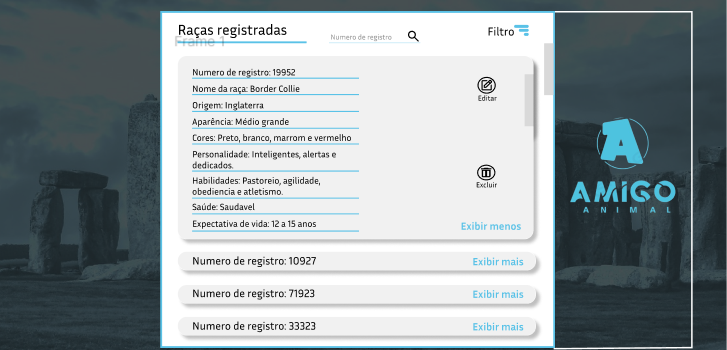 Raças registradas
Frame 1
Numero de registro
Filtro
Numero de registro: 19952
Nome da raça: Border Collie
Origem: Inglaterra
Aparência: Médio grande
Cores: Preto, branco, marrom e vermelho
Personalidade: Inteligentes, alertas e
dedicados.
Habilidades: Pastoreio, agilidade,
obediencia e atletismo.
Saúde: Saudavel
Expectativa de vida: 12 a 15 anos
Editar
Excluir
Exibir menos
Numero de registro: 10927
Exibir mais
Numero de registro: 71923
Exibir mais
Numero de registro: 33323
Exibir mais
A
AMIGO
ANIMAL